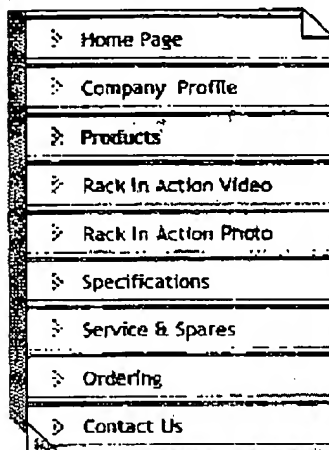 Home Page
Company Profile
Products
Rack In Action Video
Rack In Action Photo
Specifications
Service & Spares
Ordering
Contact Us